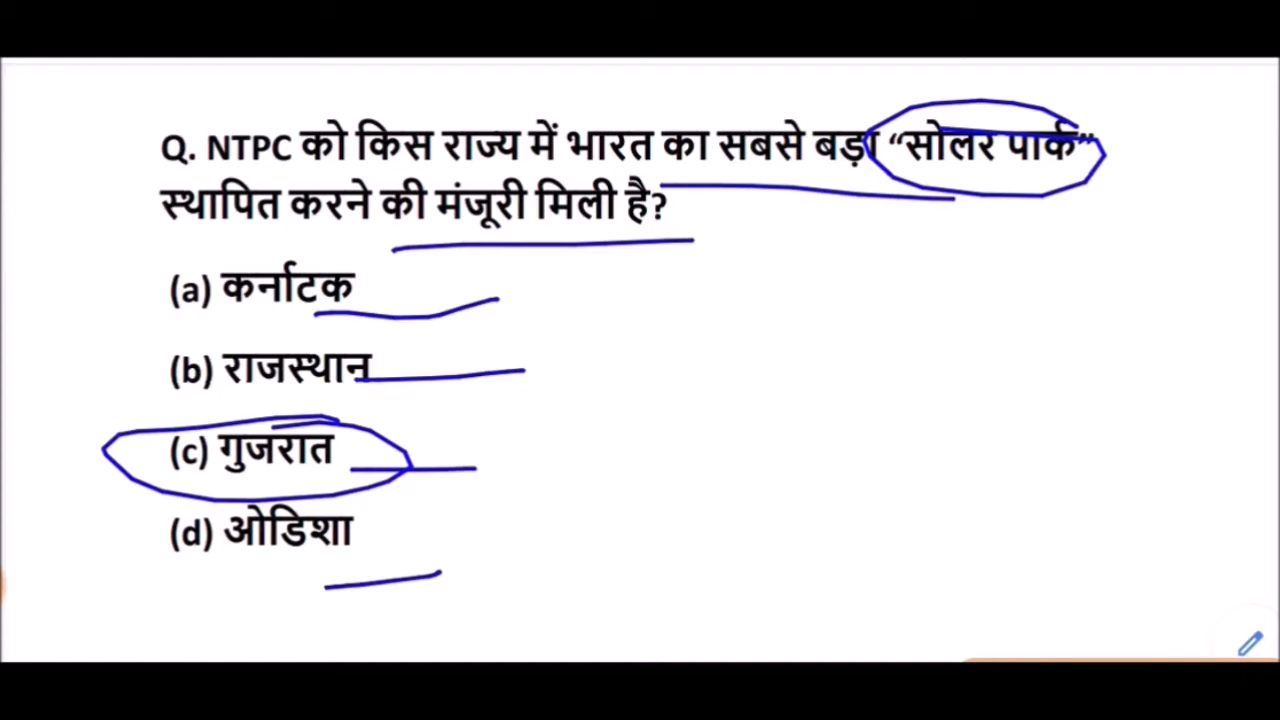 Q. NTPC को किस राज्य में भारत का सबसे बड़ा “सोलर पार्क”
स्थापित करने की मंजूरी मिली है?
(a) कर्नाटक
(b) राजस्थान
(c) गुजरात
(d) ओडिशा